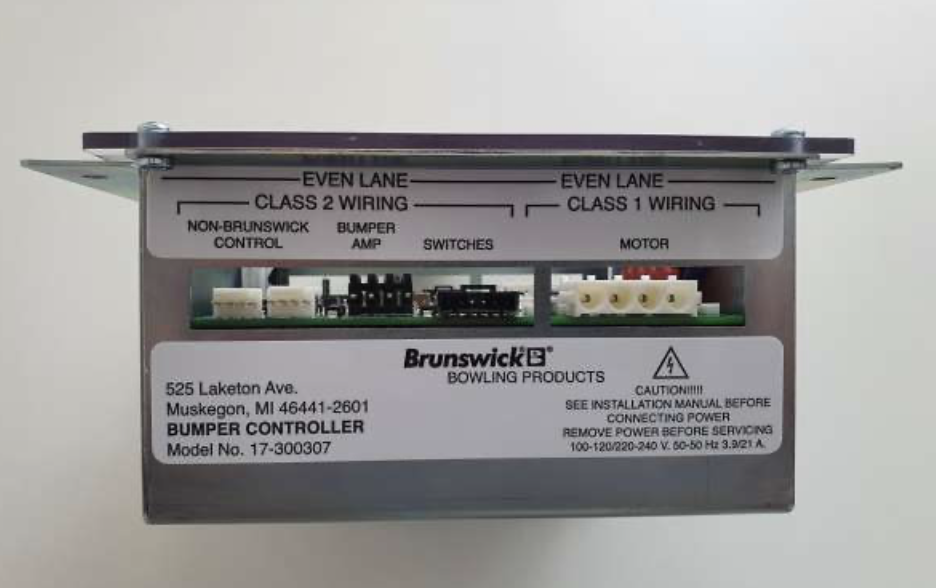 EVEN LANE EVEN LANE
CLASS 2 WIRING CLASS 1 WIRING
NON-BRUNSWICK CONTROL
BUMPER AMP
SWITCHES
MOTOR
Brunswick B®
BOWLING PRODUCTS
525 Laketon Ave.
Muskegon, MI 46441-2601
BUMPER CONTROLLER
Model No. 17-300307
CAUTION!!!!!
SEE INSTALLATION MANUAL BEFORE
CONNECTING POWER
REMOVE POWER BEFORE SERVICING
100-120/220-240 V. 50-50 Hz 3.9/21 A.